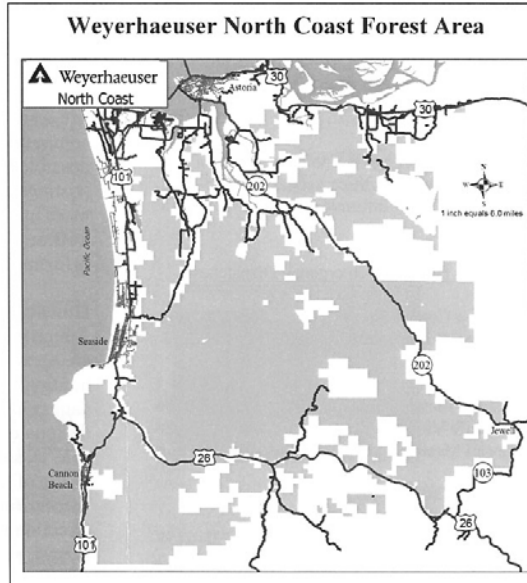 Weyerhaeuser North Coast Forest Area
Weyerhaeuser
North Coast
Astoria
30
30
101
202
N
W E
S
1 inch equals 6.0 miles
Pacific Ocean
Seaside
202
Jewell
26
103
Cannon
Beach
26
101